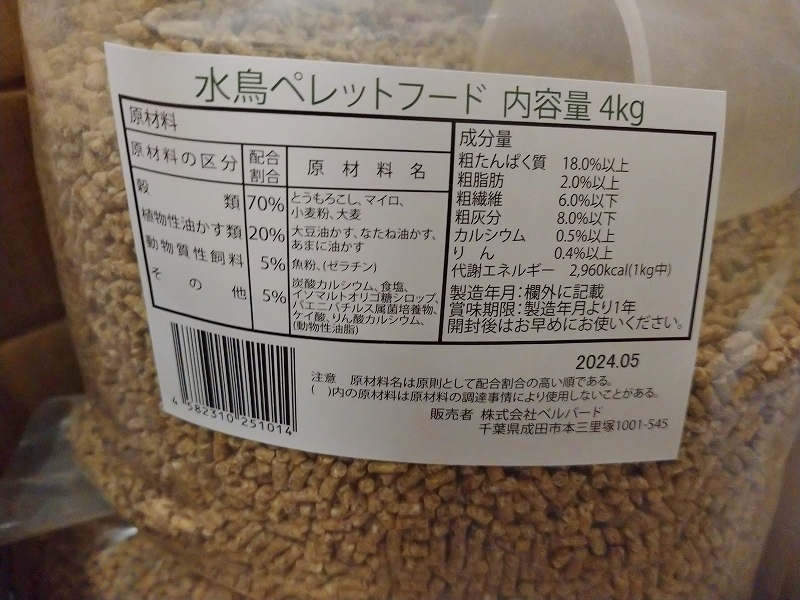 水鳥ペレットフード 内容量 4kg
原材料
原材料の区分 配合割合 原材料名
穀類 70% とうもろこし、マイロ、
小麦粉、大麦
植物性油かす類 20% 大豆油かす、なたね油かす、
あまに油かす
動物質性飼料 5% 魚粉、(ゼラチン)
その他 5% 炭酸カルシウム、食塩、
イソマルトオリゴ糖シロップ、
バエニバチルス属菌培養物、
ケイ酸、りん酸カルシウム、
(動物性油脂)
成分量
粗たんぱく質 18.0%以上
粗脂肪 2.0%以上
粗繊維 6.0%以下
粗灰分 8.0%以下
カルシウム 0.5%以上
りん 0.4%以上
代謝エネルギー 2,960kcal(1kg中)
製造年月：欄外に記載
賞味期限：製造年月より1年
開封後はお早めにお使いください。
2024.05
4 582310 251014
注意 原材料名は原則として配合割合の高い順である。
( )内の原材料は原材料の調達事情により使用しないことがある。
販売者 株式会社ベルバード
千葉県成田市本三里塚1001-545